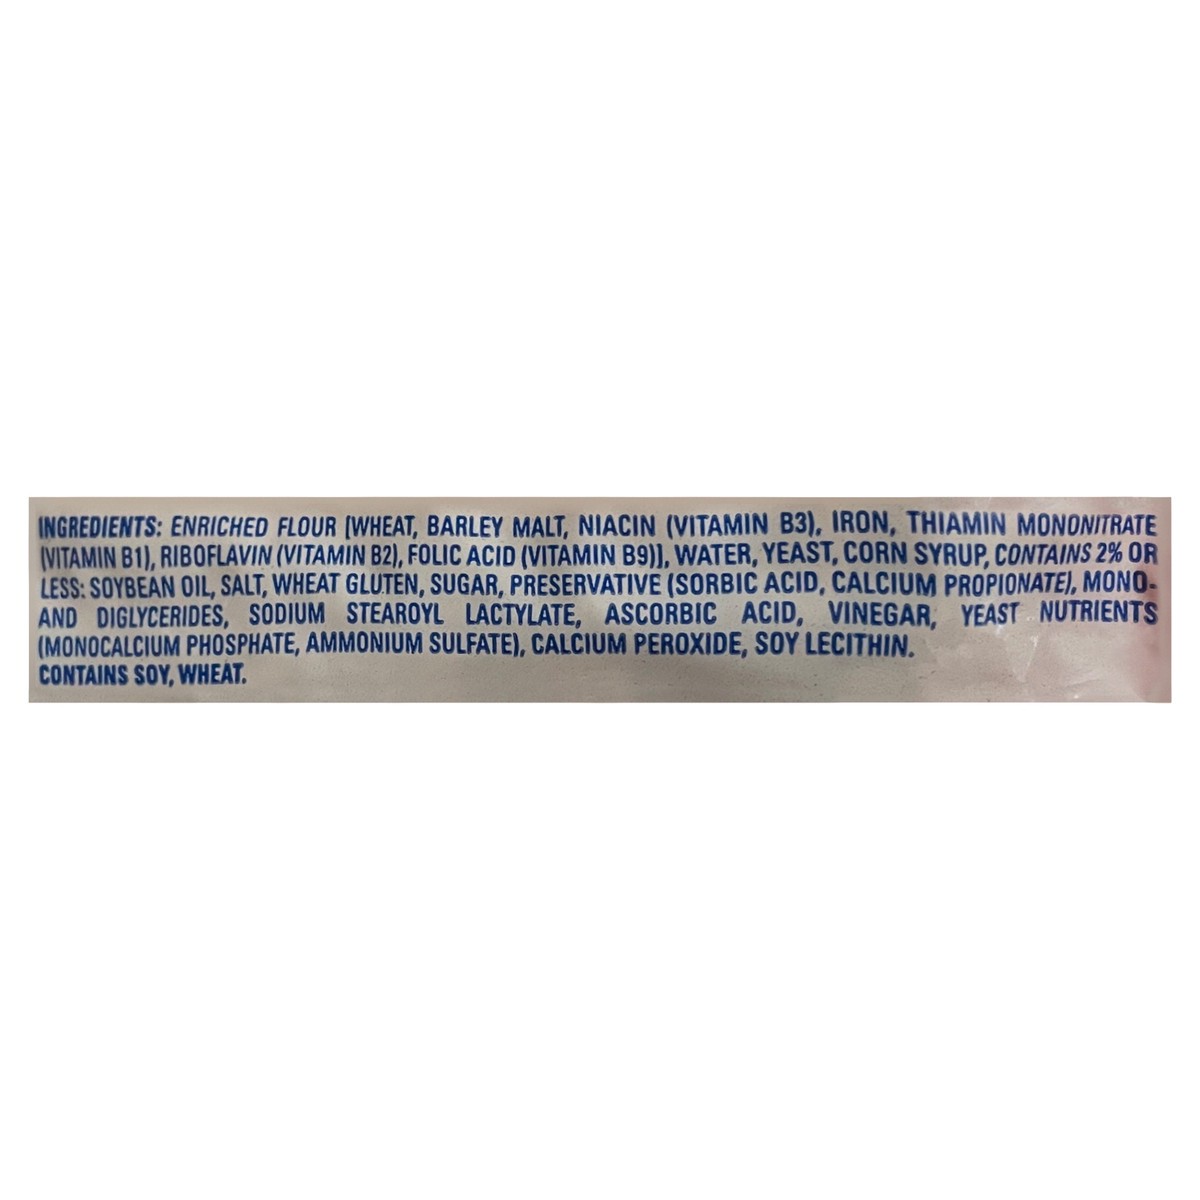 INGREDIENTS: ENRICHED FLOUR [WHEAT, BARLEY MALT, NIACIN (VITAMIN B3), IRON, THIAMIN MONONITRATE
(VITAMIN B1), RIBOFLAVIN (VITAMIN B2), FOLIC ACID (VITAMIN B9)], WATER, YEAST, CORN SYRUP, CONTAINS 2% OR
LESS: SOYBEAN OIL, SALT, WHEAT GLUTEN, SUGAR, PRESERVATIVE (SORBIC ACID, CALCIUM PROPIONATE), MONO-
AND DIGLYCERIDES, SODIUM STEAROYL LACTYLATE, ASCORBIC ACID, VINEGAR, YEAST NUTRIENTS
(MONOCALCIUM PHOSPHATE, AMMONIUM SULFATE), CALCIUM PEROXIDE, SOY LECITHIN.
CONTAINS SOY, WHEAT.